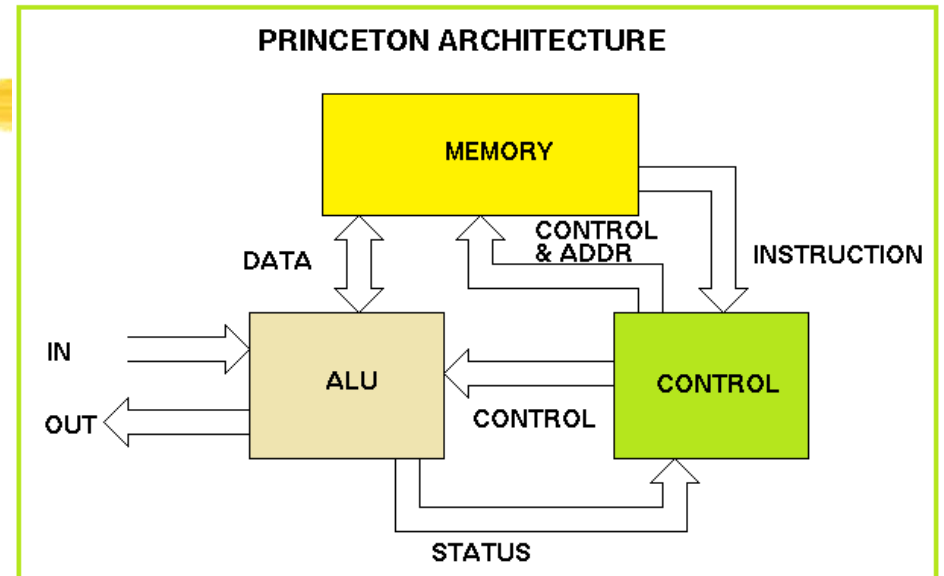 PRINCETON ARCHITECTURE
MEMORY
CONTROL
& ADDR
DATA
INSTRUCTION
IN
ALU
CONTROL
CONTROL
OUT
STATUS